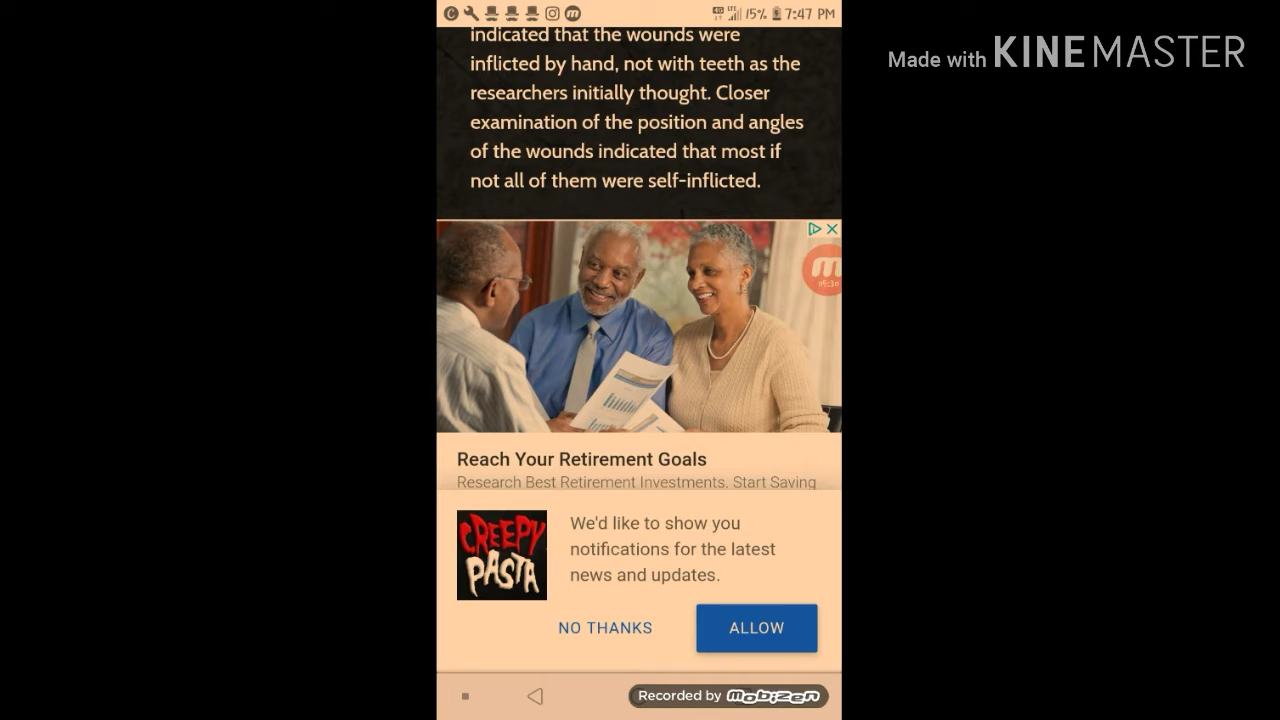 15% 7:47 PM
Made with KINEMASTER
indicated that the wounds were
inflicted by hand, not with teeth as the
researchers initially thought. Closer
examination of the position and angles
of the wounds indicated that most if
not all of them were self-inflicted.
Reach Your Retirement Goals
Research Best Retirement Investments. Start Saving
CREEPY
PASTA
We'd like to show you
notifications for the latest
news and updates.
NO THANKS
ALLOW
Recorded by mobizen